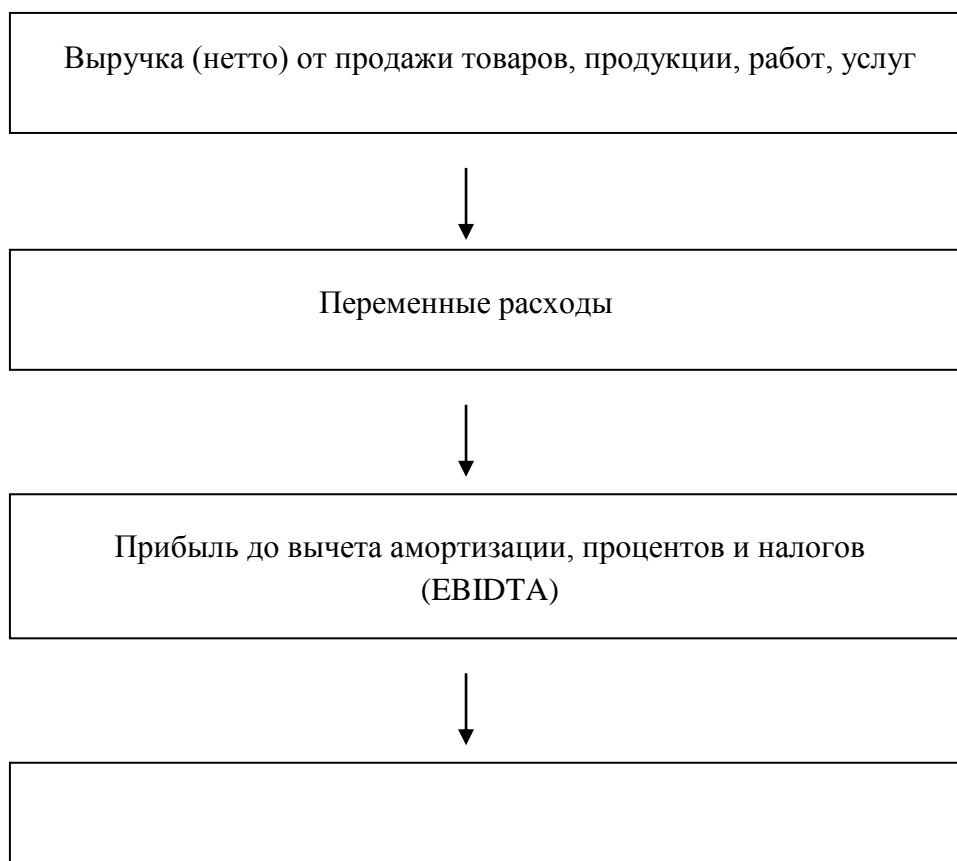 Выручка (нетто) от продажи товаров, продукции, работ, услуг
Переменные расходы
Прибыль до вычета амортизации, процентов и налогов
(EBIDTA)